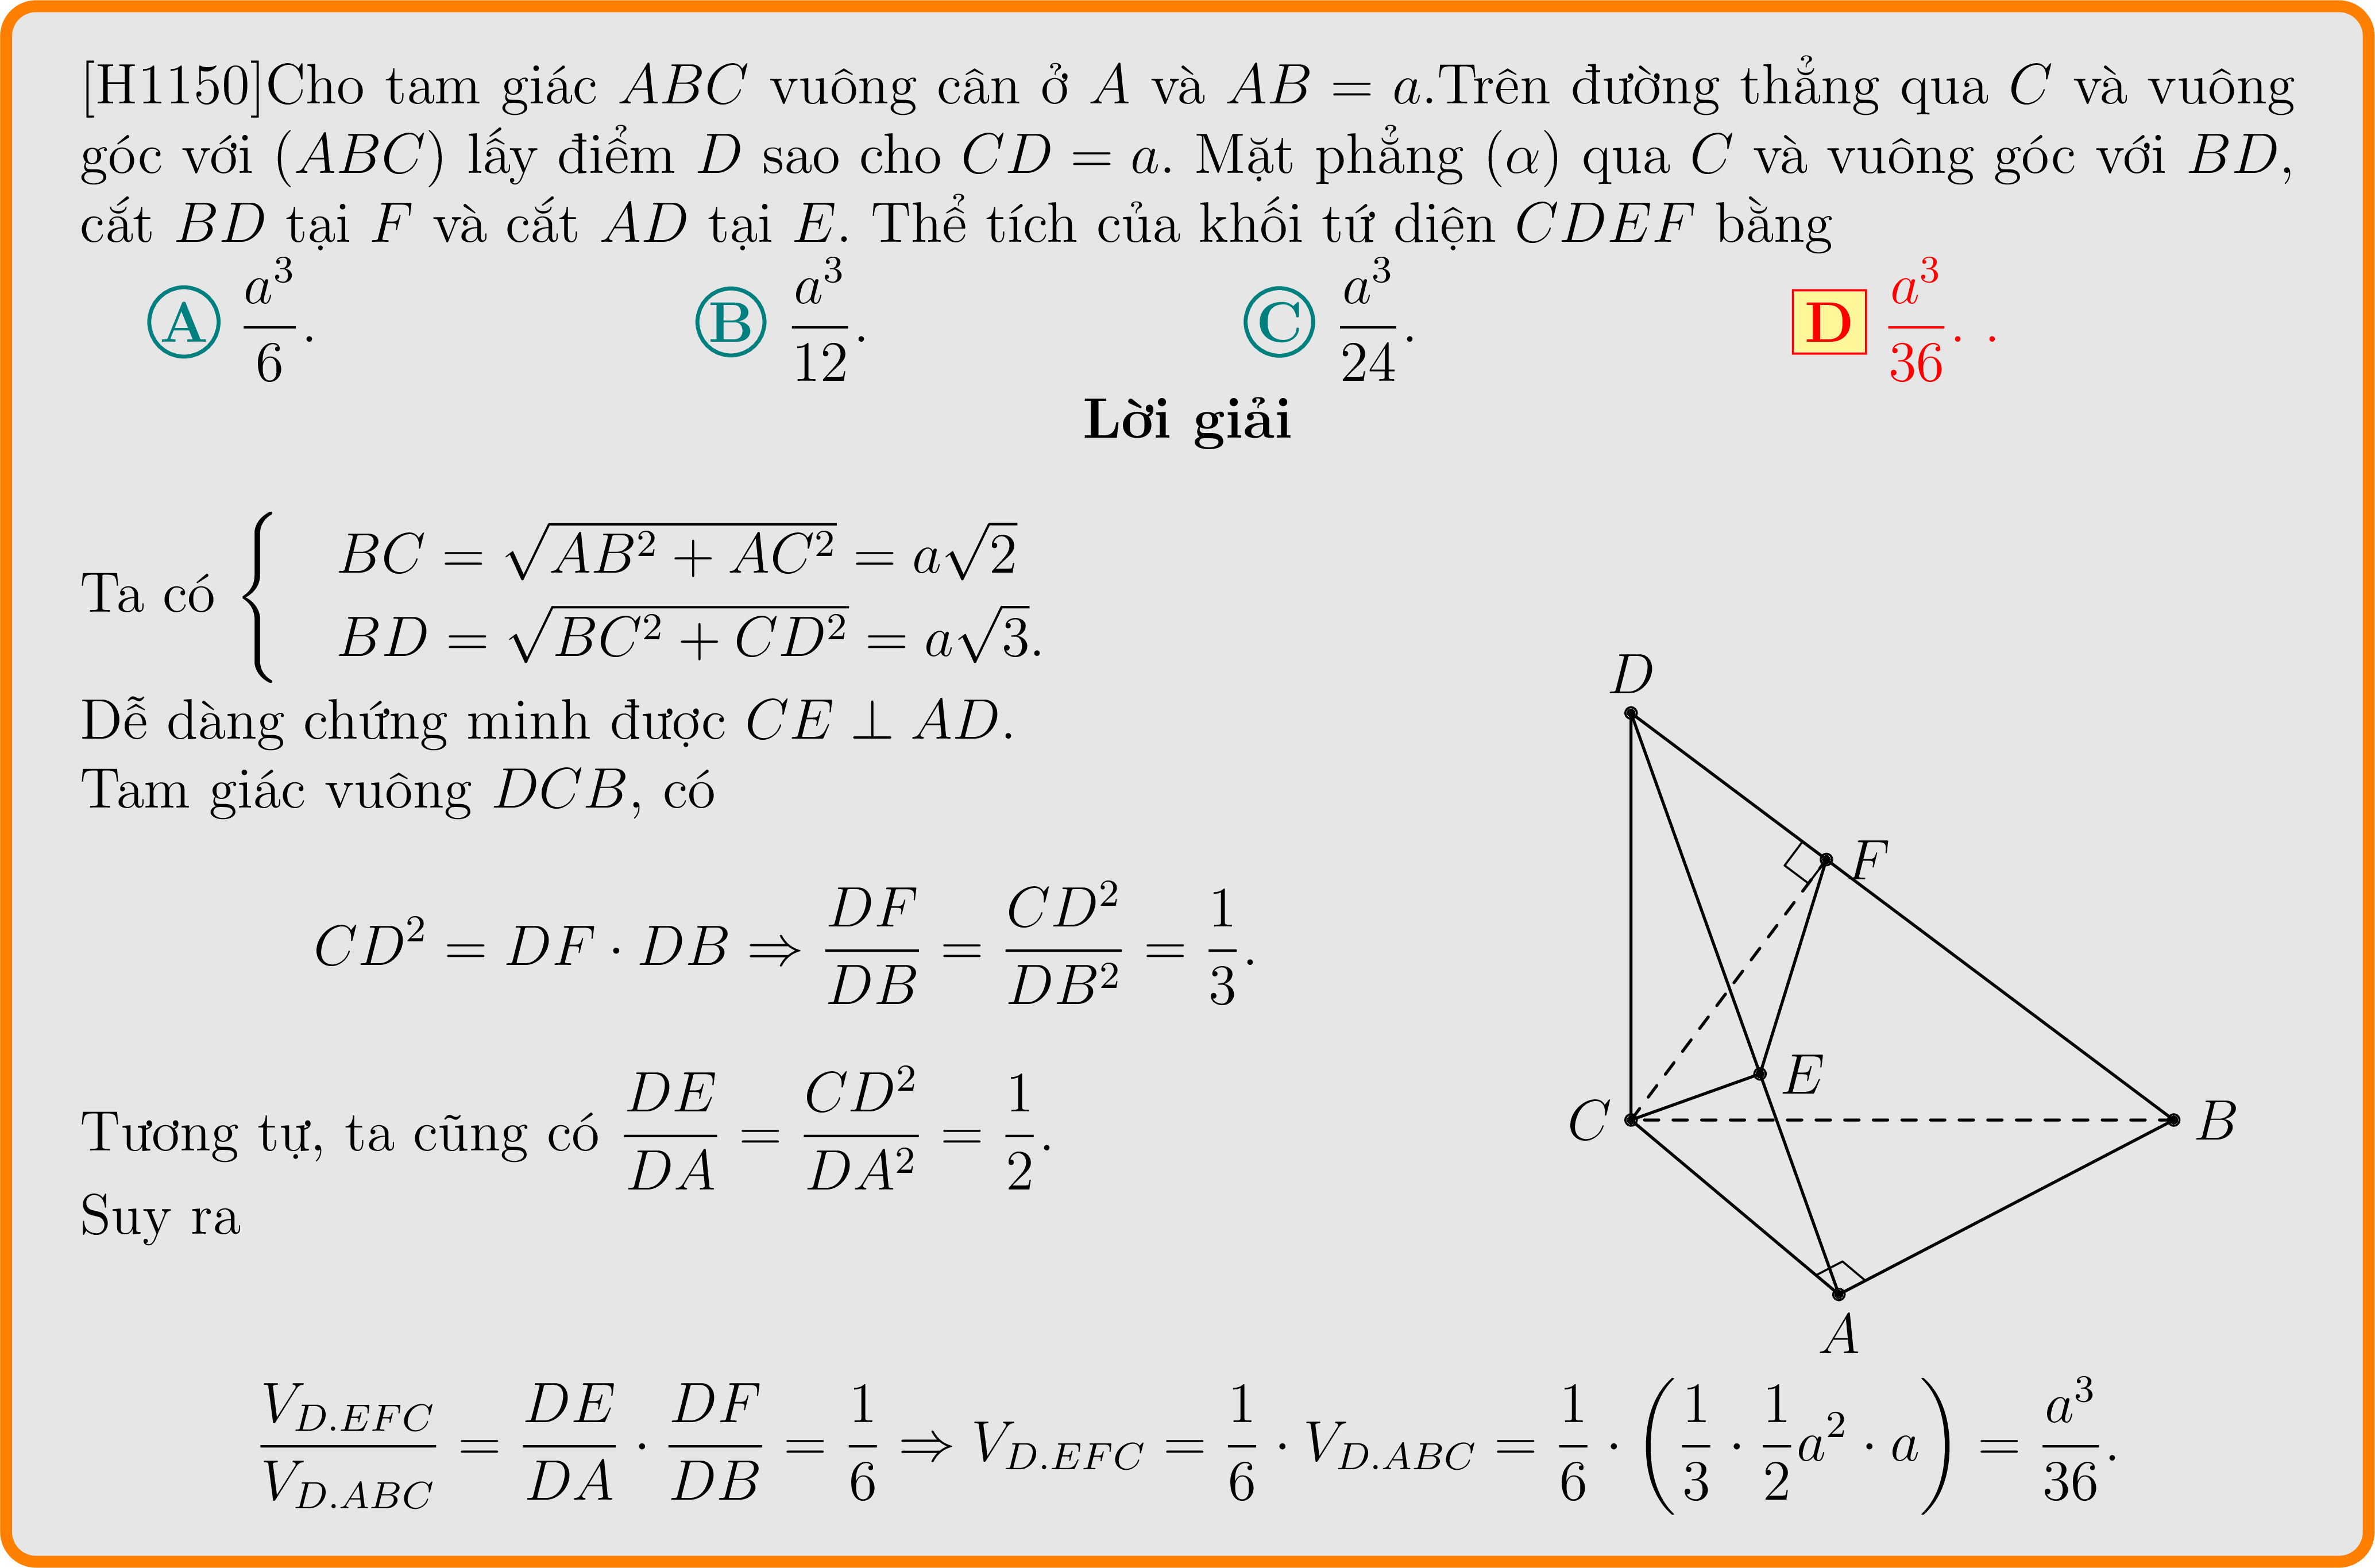 [H1150]Cho tam giác ABC vuông cân ở A và AB = a.Trên đường thẳng qua C và vuông
góc với (ABC) lấy điểm D sao cho CD = a. Mặt phẳng (α) qua C và vuông góc với BD,
cắt BD tại F và cắt AD tại E. Thể tích của khối tứ diện CDEF bằng
A $\frac{a^3}{6}$. B $\frac{a^3}{12}$. C $\frac{a^3}{24}$. D $\frac{a^3}{36}$. .
Lời giải
Ta có $\begin{cases} BC = \sqrt{AB^2 + AC^2} = a\sqrt{2} \\ BD = \sqrt{BC^2 + CD^2} = a\sqrt{3}. \end{cases}$
Dễ dàng chứng minh được CE ⊥ AD.
Tam giác vuông DCB, có
$CD^2 = DF \cdot DB \Rightarrow \frac{DF}{DB} = \frac{CD^2}{DB^2} = \frac{1}{3}.$
Tương tự, ta cũng có $\frac{DE}{DA} = \frac{CD^2}{DA^2} = \frac{1}{2}.$
Suy ra
D
F
E
C
B
A
$\frac{V_{D.EFC}}{V_{D.ABC}} = \frac{DE}{DA} \cdot \frac{DF}{DB} = \frac{1}{6} \Rightarrow V_{D.EFC} = \frac{1}{6} \cdot V_{D.ABC} = \frac{1}{6} \cdot \left( \frac{1}{3} \cdot \frac{1}{2} a^2 \cdot a \right) = \frac{a^3}{36}.$